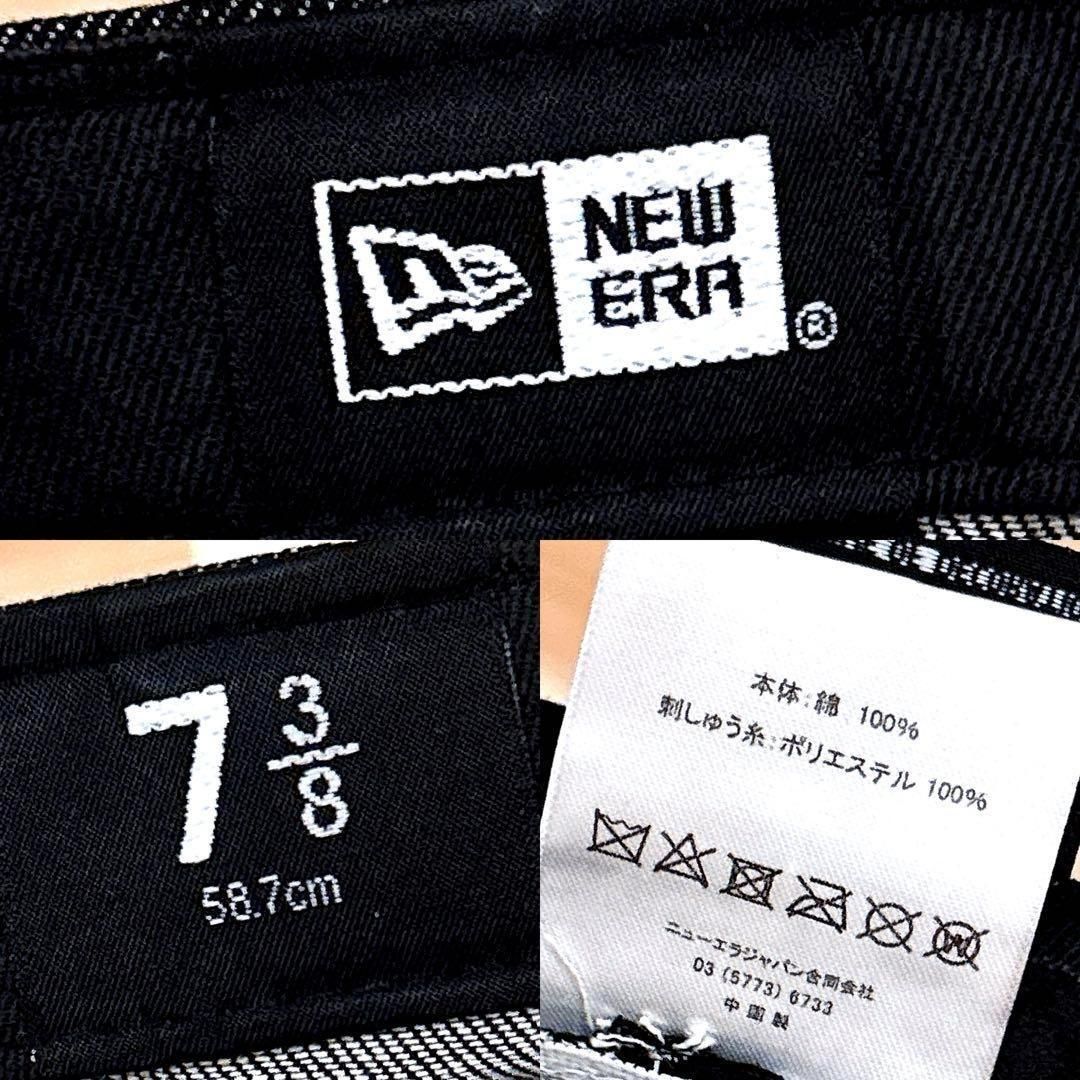 NEW
ERA
®
7 3/8
58.7cm
本体:綿 100%
刺しゅう糸:ポリエステル 100%
W
ニューエラジャパン合同会社
03 (5773) 6733
中国製